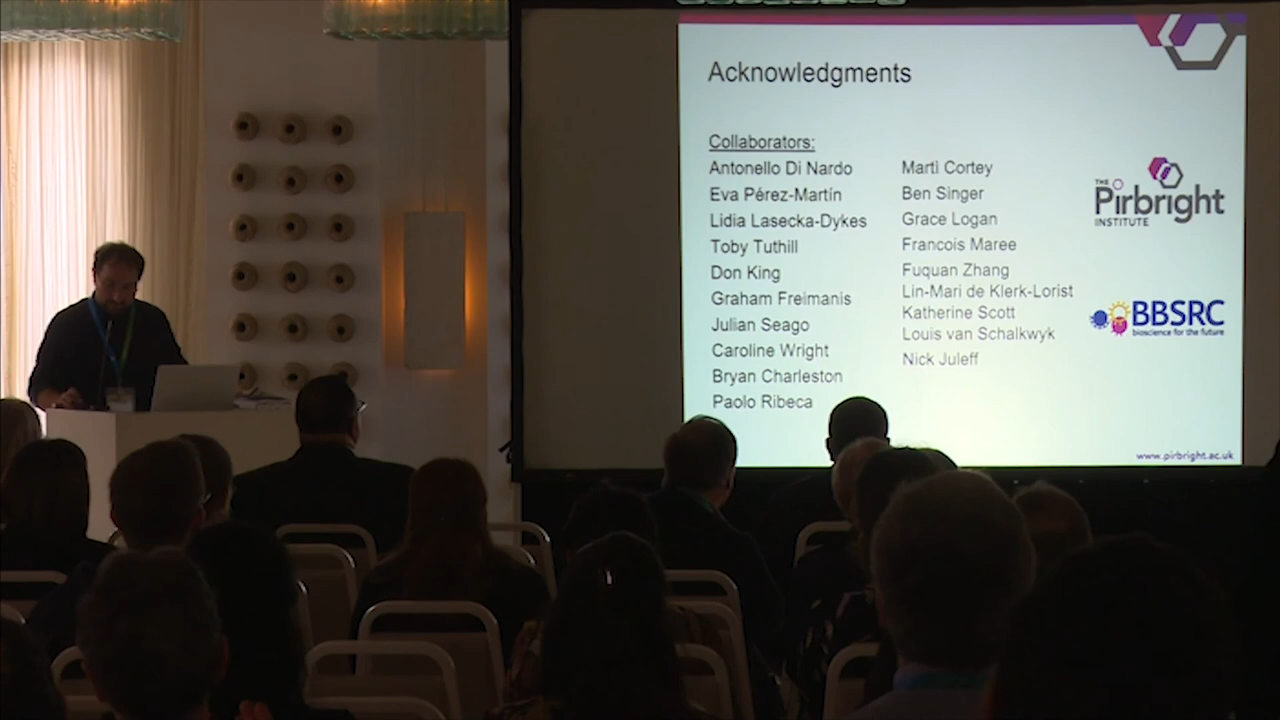 Acknowledgments
Collaborators:
Antonello Di Nardo
Eva Pérez-Martín
Lidia Lasecka-Dykes
Toby Tuthill
Don King
Graham Freimanis
Julian Seago
Caroline Wright
Bryan Charleston
Paolo Ribeca
Martì Cortey
Ben Singer
Grace Logan
Francois Maree
Fuquan Zhang
Lin-Mari de Klerk-Lorist
Katherine Scott
Louis van Schalkwyk
Nick Juleff
THE
Pirbright
INSTITUTE
BBSRC
bioscience for the future
www.pirbright.ac.uk